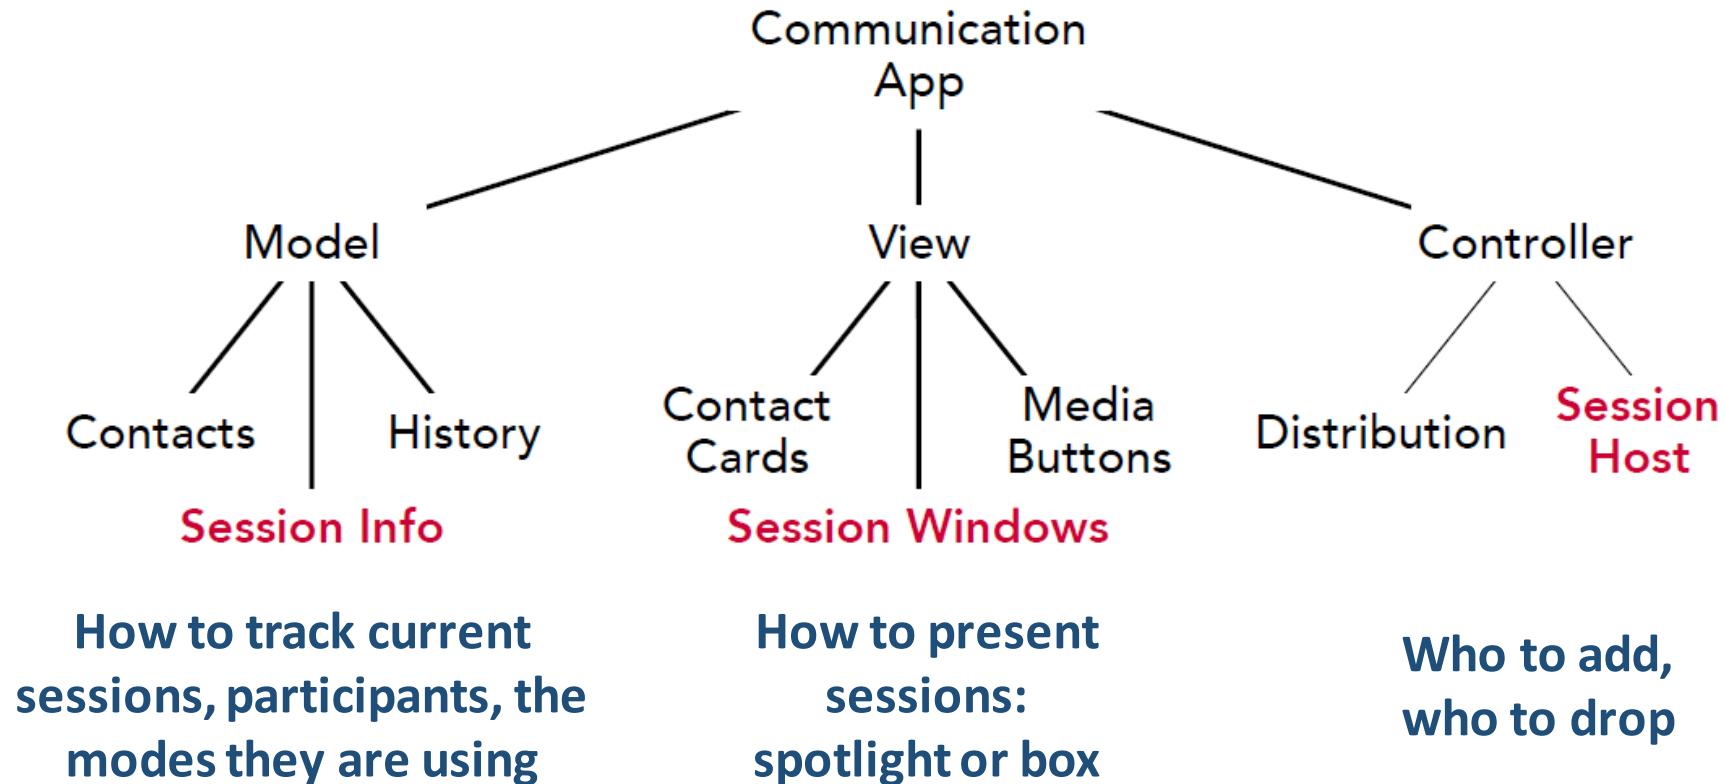 Communication
App
Model
View
Controller
Contacts
History
Contact
Cards
Media
Buttons
Distribution
Session
Host
Session Info
Session Windows
How to track current
sessions, participants, the
modes they are using
How to present
sessions:
spotlight or box
Who to add,
who to drop